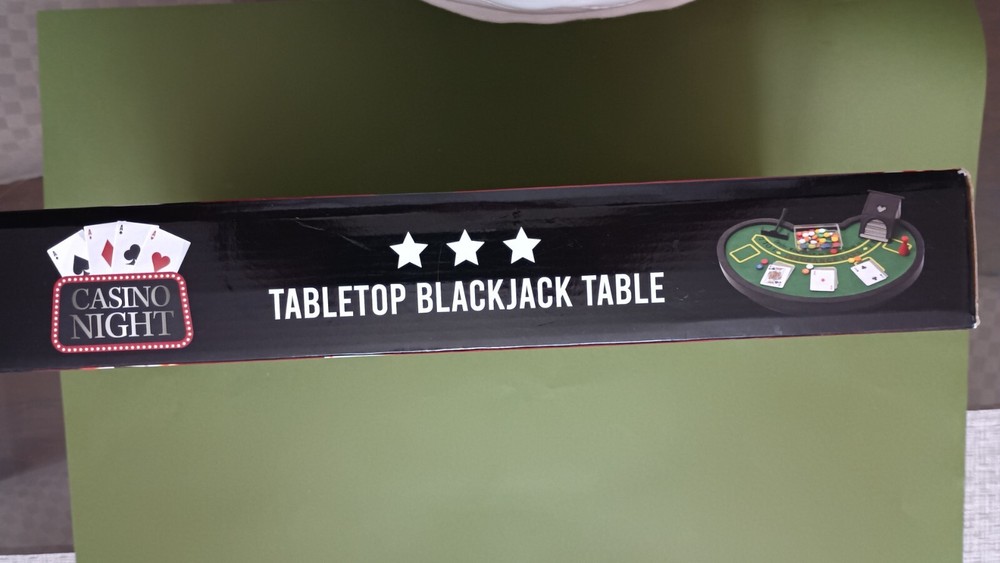 CASINO
NIGHT
TABLETOP BLACKJACK TABLE